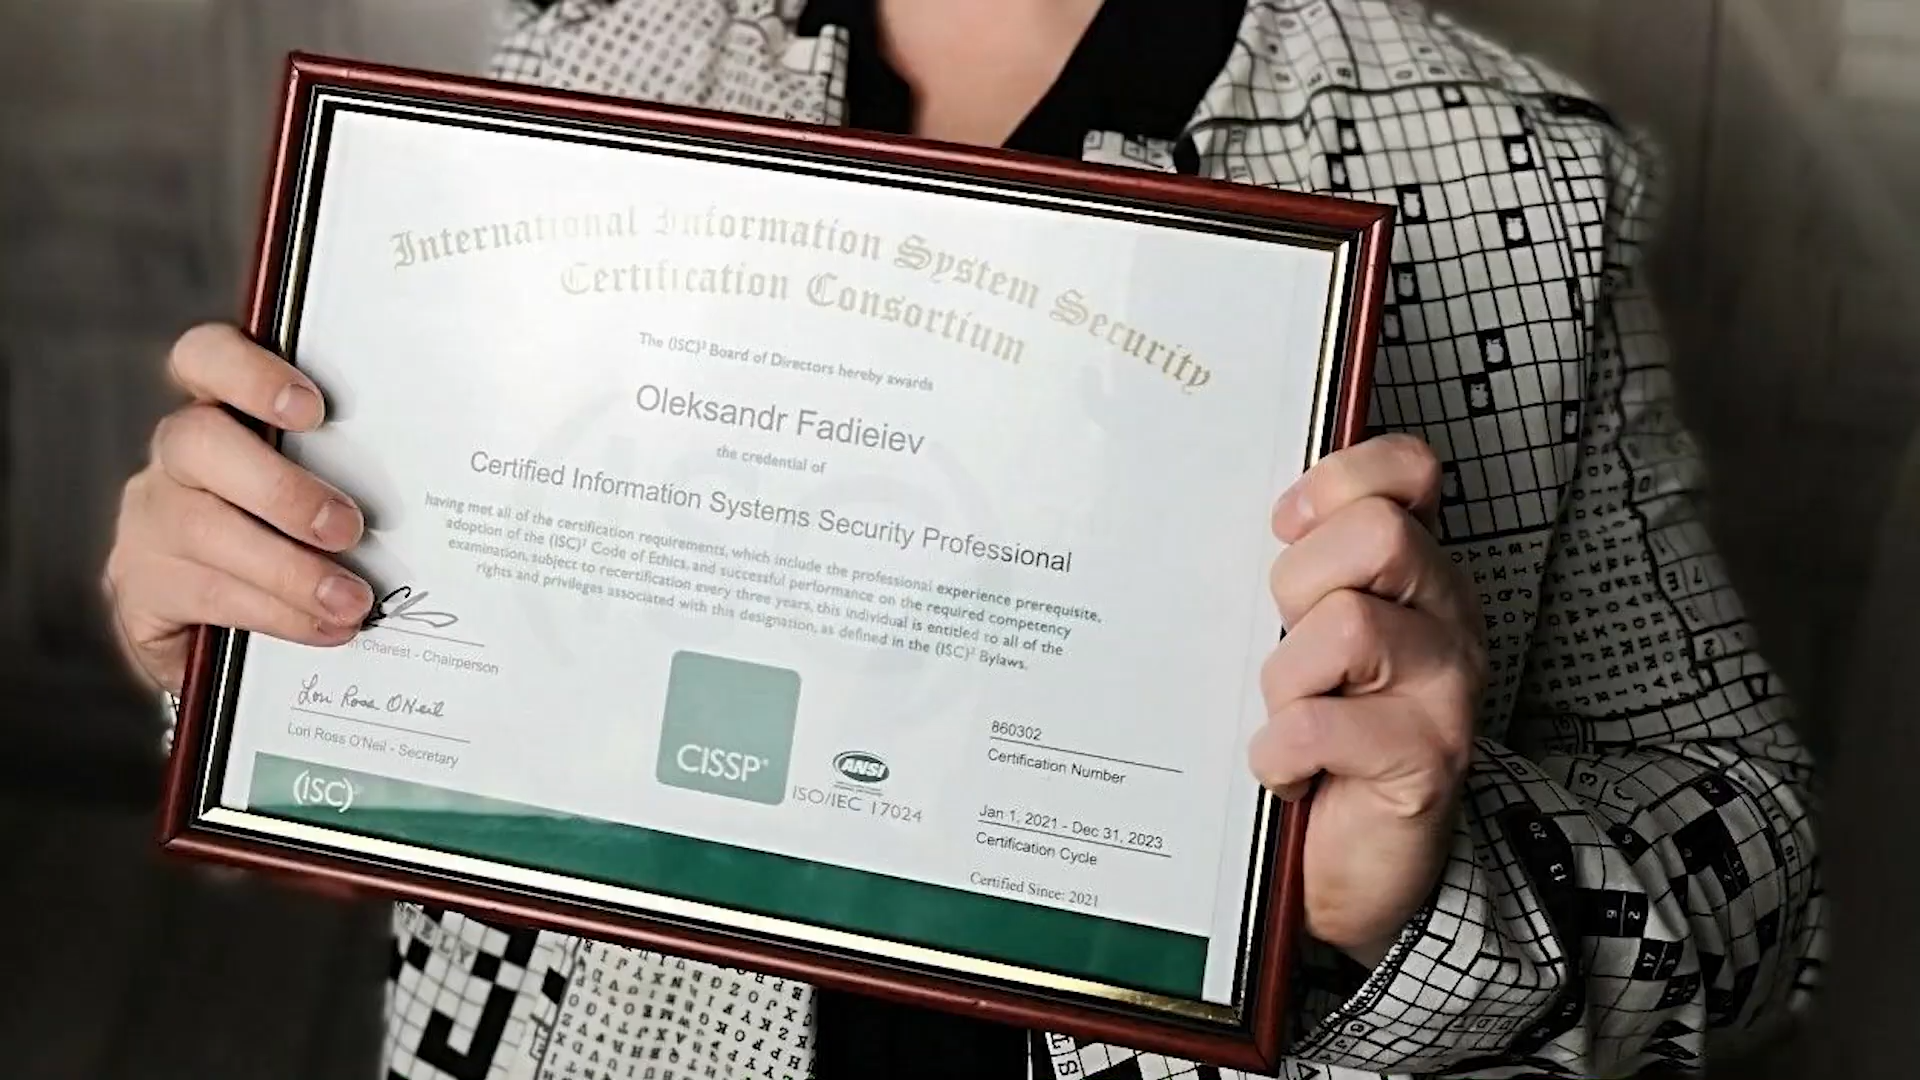 International Information System Security
Certification Consortium
The (ISC)² Board of Directors hereby awards
Oleksandr Fadieiev
the credential of
Certified Information Systems Security Professional
having met all of the certification requirements, which include the professional experience prerequisite,
adoption of the (ISC)² Code of Ethics, and successful performance on the required competency
examination, subject to recertification every three years, this individual is entitled to all of the
rights and privileges associated with this designation, as defined in the (ISC)² Bylaws.
Charest - Chairperson
Lori Ross O'Neil
Lori Ross O'Neil - Secretary
(ISC)²
CISSP®
ANSI
ISO/IEC 17024
860302
Certification Number
Jan 1, 2021 - Dec 31, 2023
Certification Cycle
Certified Since: 2021